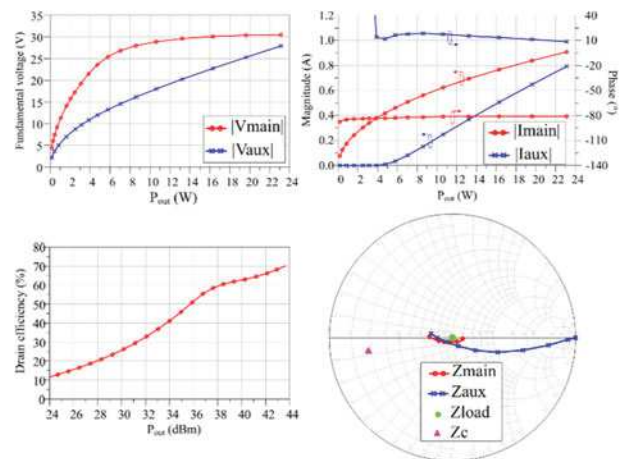 Fundamental voltage (V)
50
45
40
35
30
25
20
15
10
5
0
|Vmain|
|Vaux|
0 2 4 6 8 10 12 14 16 18 20 22 24
Pout (W)
Magnitude (A)
1.2
1.0
0.8
0.6
0.4
0.2
0.0
|Imain|
|Iaux|
40
10
-20
-50
-80
-110
-140
Phase (°)
0 2 4 6 8 10 12 14 16 18 20 22 24
Pout (W)
Drain efficiency (%)
80
70
60
50
40
30
20
10
0
24 26 28 30 32 34 36 38 40 42 44
Pout (dBm)
Zmain
Zaux
Zload
Zc